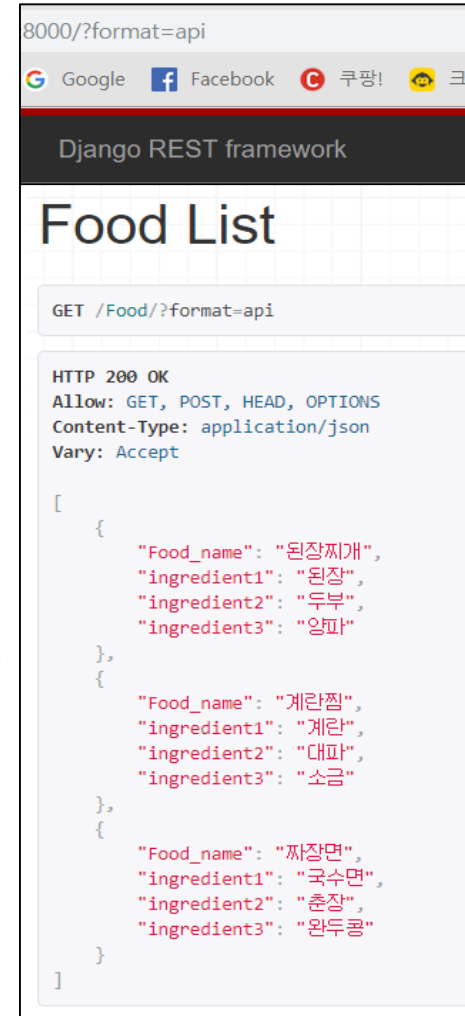 8000/?format=api
Google Facebook 쿠팡! 크
Django REST framework
Food List
GET /Food/?format=api
HTTP 200 OK
Allow: GET, POST, HEAD, OPTIONS
Content-Type: application/json
Vary: Accept
[
{
"Food_name": "된장찌개",
"ingredient1": "된장",
"ingredient2": "두부",
"ingredient3": "양파"
},
{
"Food_name": "계란찜",
"ingredient1": "계란",
"ingredient2": "대파",
"ingredient3": "소금"
},
{
"Food_name": "짜장면",
"ingredient1": "국수면",
"ingredient2": "춘장",
"ingredient3": "완두콩"
}
]